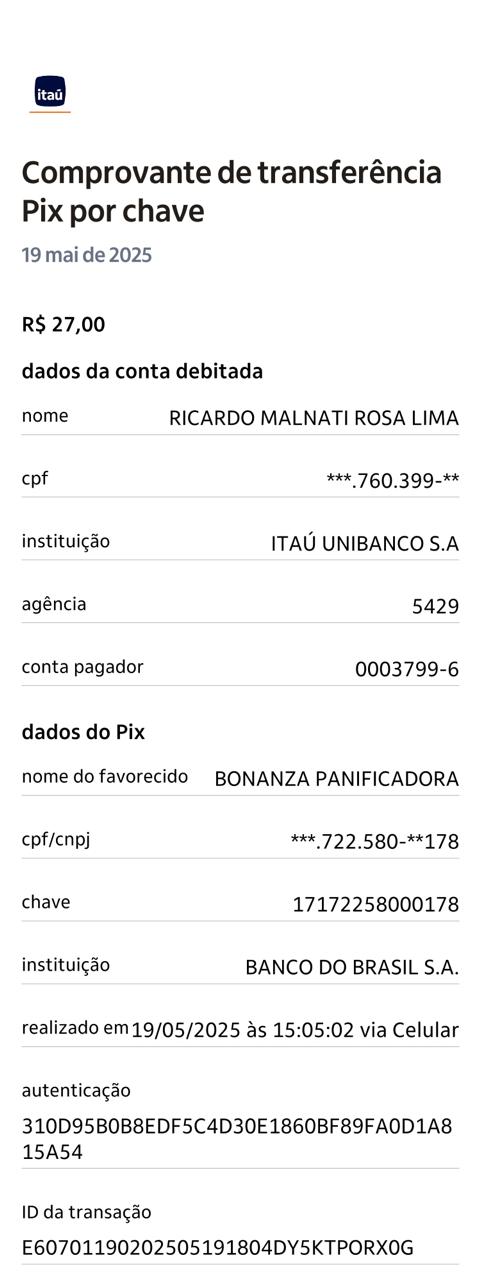 itaú
Comprovante de transferência
Pix por chave
19 mai de 2025
R$ 27,00
dados da conta debitada
nome RICARDO MALNATI ROSA LIMA
cpf ***.760.399-**
instituição ITAÚ UNIBANCO S.A
agência 5429
conta pagador 0003799-6
dados do Pix
nome do favorecido BONANZA PANIFICADORA
cpf/cnpj ***.722.580-**178
chave 17172258000178
instituição BANCO DO BRASIL S.A.
realizado em 19/05/2025 às 15:05:02 via Celular
autenticação
310D95B0B8EDF5C4D30E1860BF89FA0D1A8
15A54
ID da transação
E60701190202505191804DY5KTPORX0G